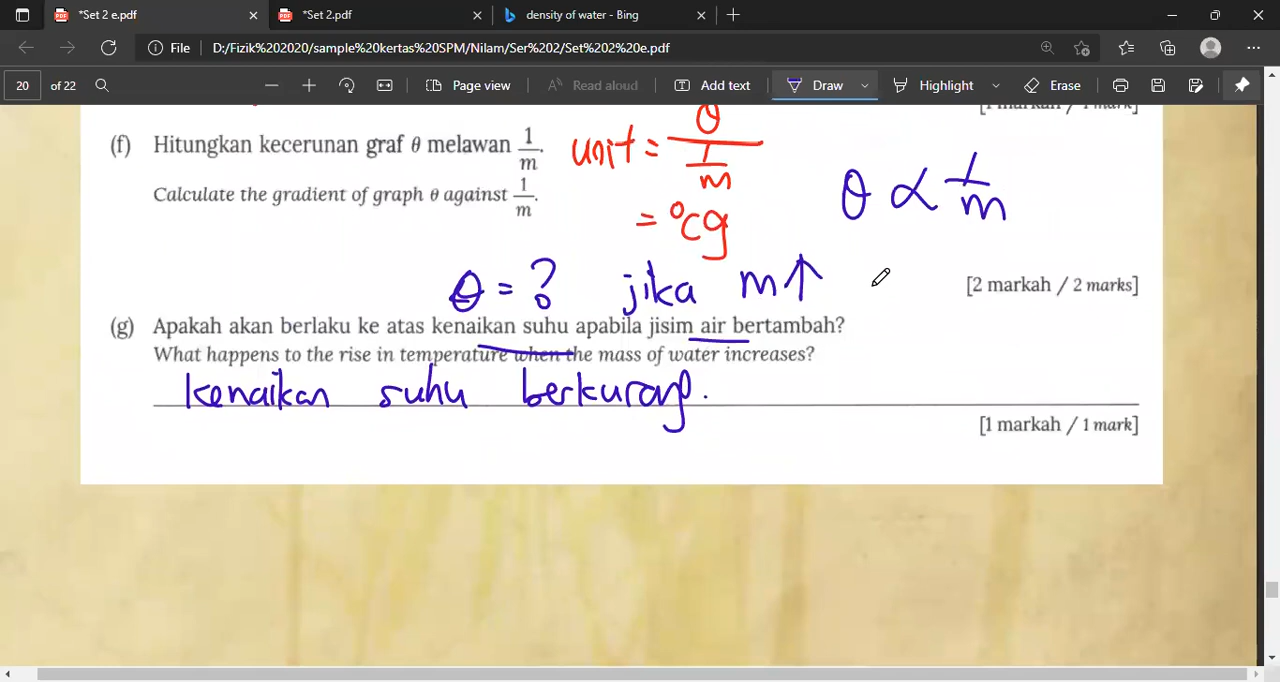 *Set 2 e.pdf
*Set 2.pdf
density of water - Bing
File D:/Fizik%202020/sample%20kertas%20SPM/Nilam/Ser%202/Set%202%20e.pdf
20 of 22 Page view Read aloud Add text Draw Highlight Erase
(f) Hitungkan kecerunan graf θ melawan 1/m.
Calculate the gradient of graph θ against 1/m.
unit = θ / (1/m)
= °Cg
θ ∝ 1/m
[2 markah / 2 marks]
θ = ? jika m↑
(g) Apakah akan berlaku ke atas kenaikan suhu apabila jisim air bertambah?
What happens to the rise in temperature when the mass of water increases?
kenaikan suhu berkurang.
[1 markah / 1 mark]